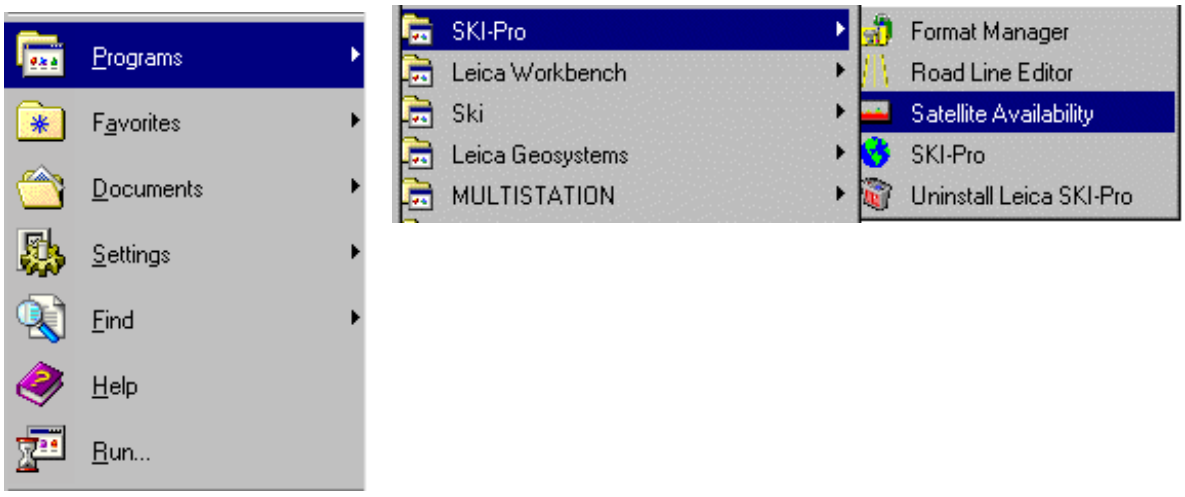 Programs
Favorites
Documents
Settings
Find
Help
Run...
SKI-Pro
Leica Workbench
Ski
Leica Geosystems
MULTISTATION
Format Manager
Road Line Editor
Satellite Availability
SKI-Pro
Uninstall Leica SKI-Pro